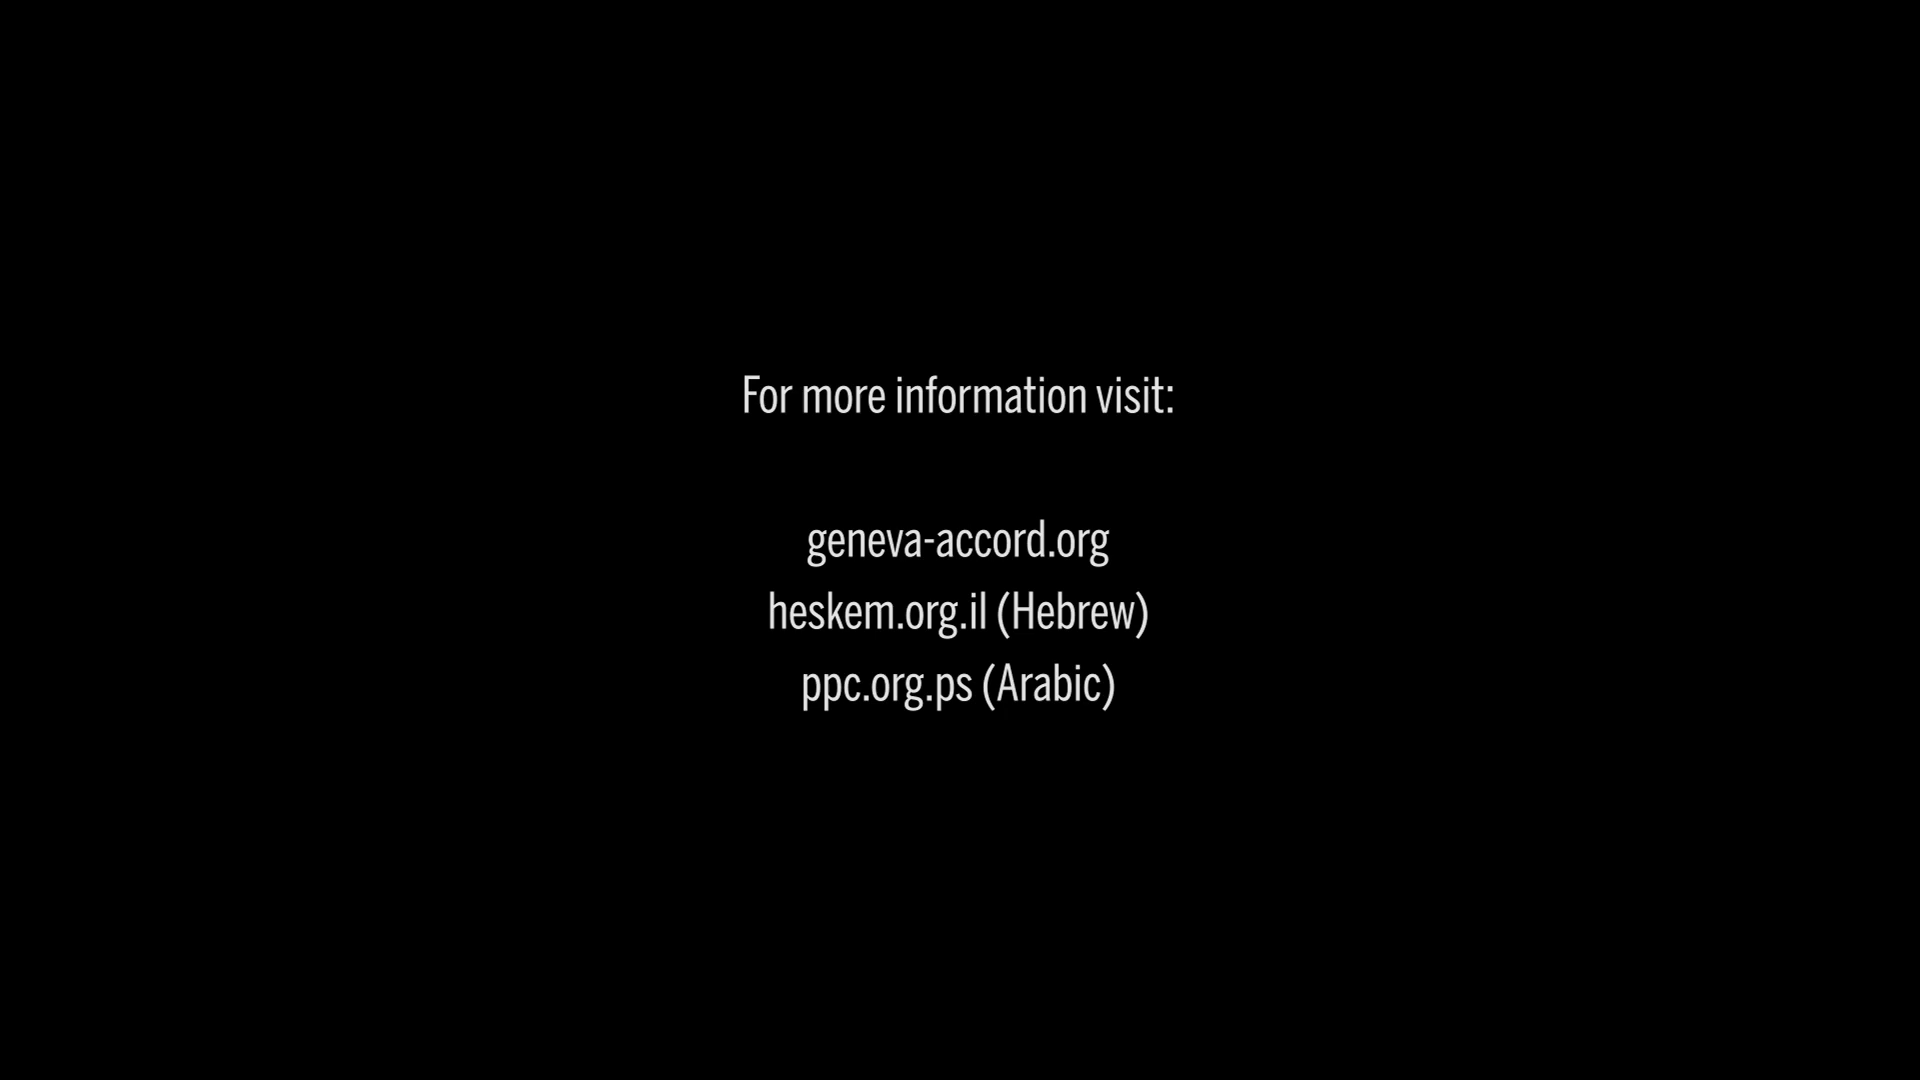 For more information visit:
geneva-accord.org
heskem.org.il (Hebrew)
ppc.org.ps (Arabic)